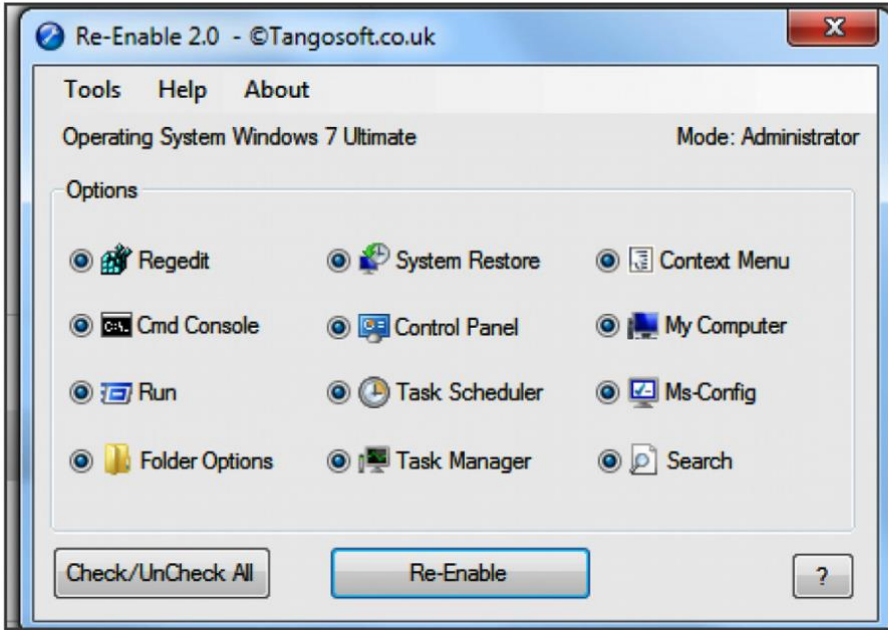 Re-Enable 2.0 - ©Tangosoft.co.uk
Tools Help About
Operating System Windows 7 Ultimate Mode: Administrator
Options
Regedit System Restore Context Menu
Cmd Console Control Panel My Computer
Run Task Scheduler Ms-Config
Folder Options Task Manager Search
Check/UnCheck All Re-Enable ?